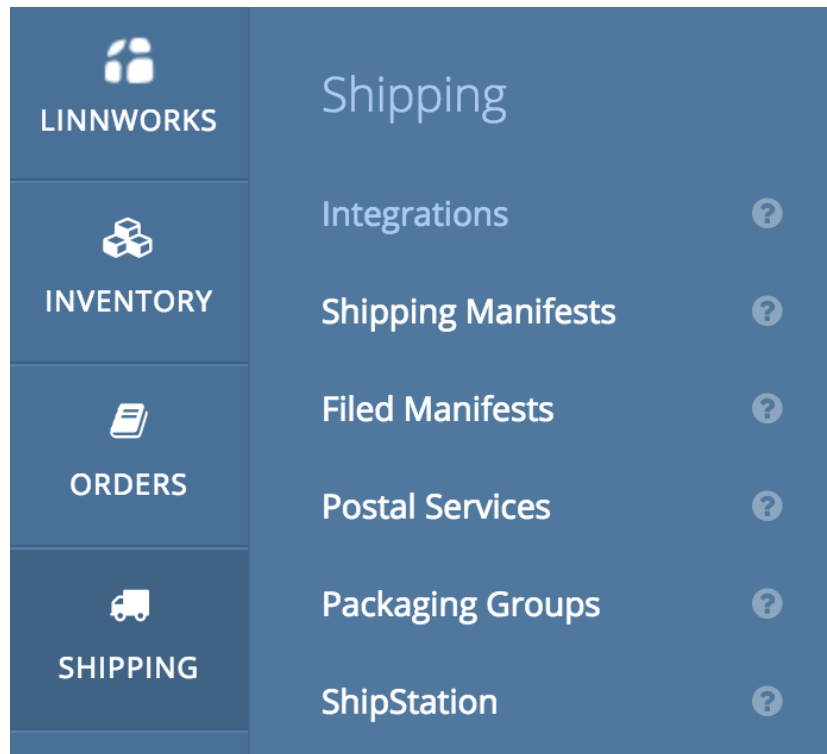 LINNWORKS
INVENTORY
ORDERS
SHIPPING
Shipping
Integrations
Shipping Manifests
Filed Manifests
Postal Services
Packaging Groups
ShipStation